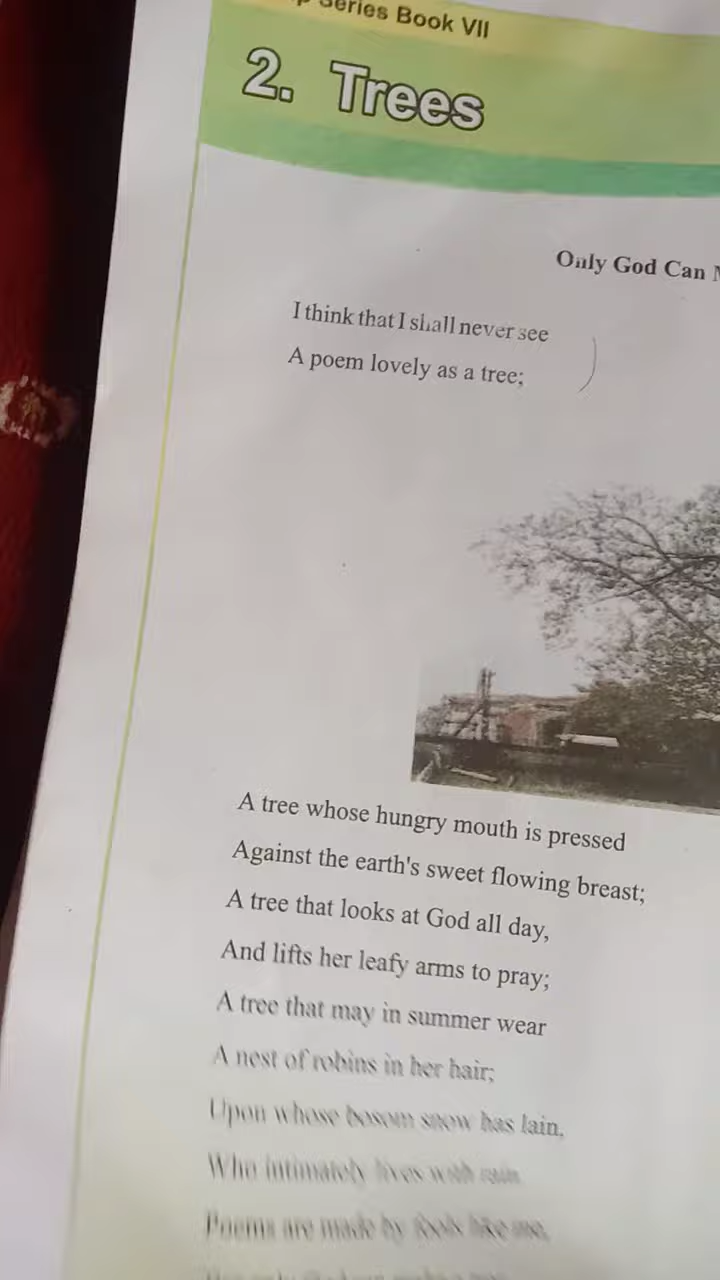 Series Book VII
2. Trees
Only God Can
I think that I shall never see
A poem lovely as a tree;
A tree whose hungry mouth is pressed
Against the earth's sweet flowing breast;
A tree that looks at God all day,
And lifts her leafy arms to pray;
A tree that may in summer wear
A nest of robins in her hair;
Upon whose bosom snow has lain,
Who intimately lives with rain
Poems are made by fools like me,